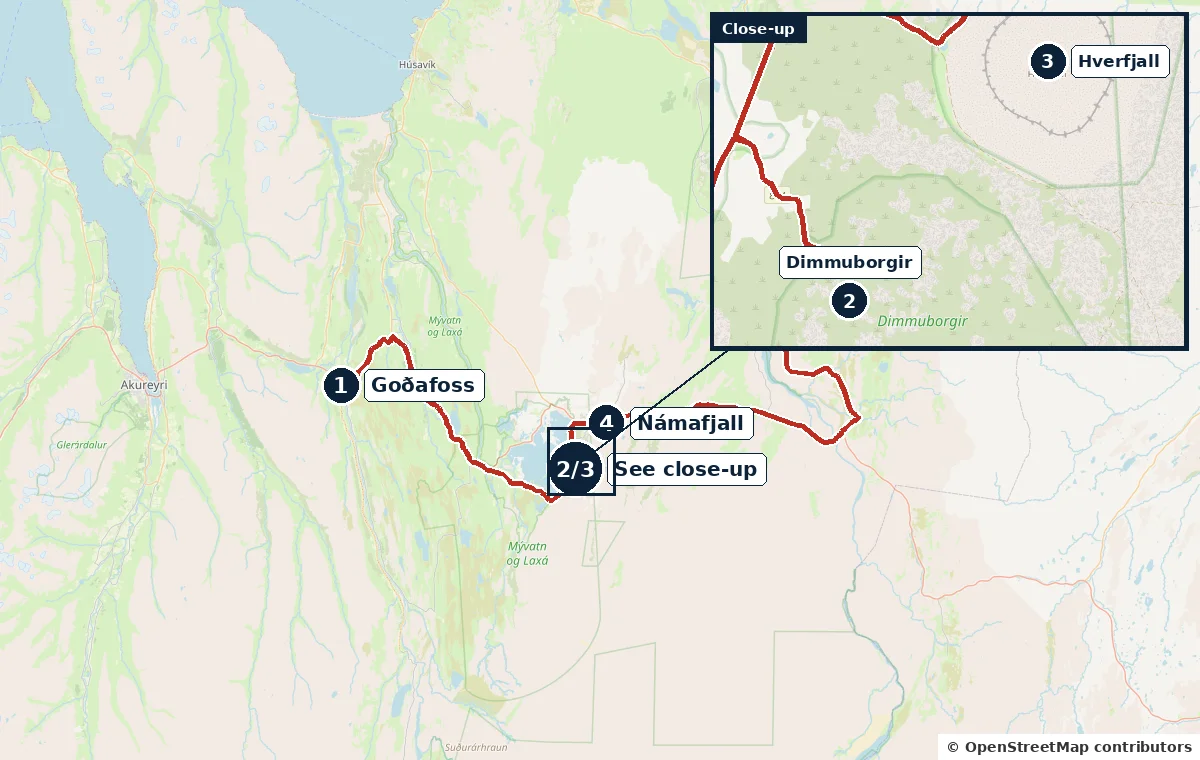 Close-up
3
Hverfjall
Dimmuborgir
2
Dimmuborgir
Húsavík
Mývatn
og Laxá
Akureyri
1
Goðafoss
Glerárdalur
4
Námafjall
2/3
See close-up
Mývatn
og Laxá
Suðurárhraun
© OpenStreetMap contributors